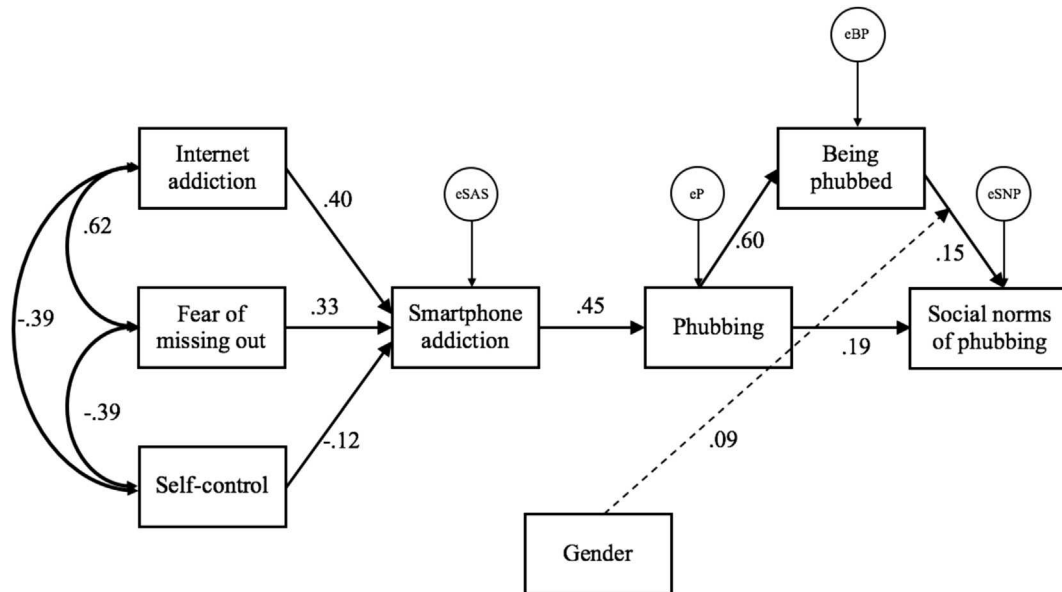 eBP
Internet
addiction
Being
phubbed
.40
eSAS
eP
eSNP
.62
.60
.15
-.39
Fear of
missing out
.33
Smartphone
addiction
.45
Phubbing
.19
Social norms
of phubbing
-.39
-.12
.09
Self-control
Gender